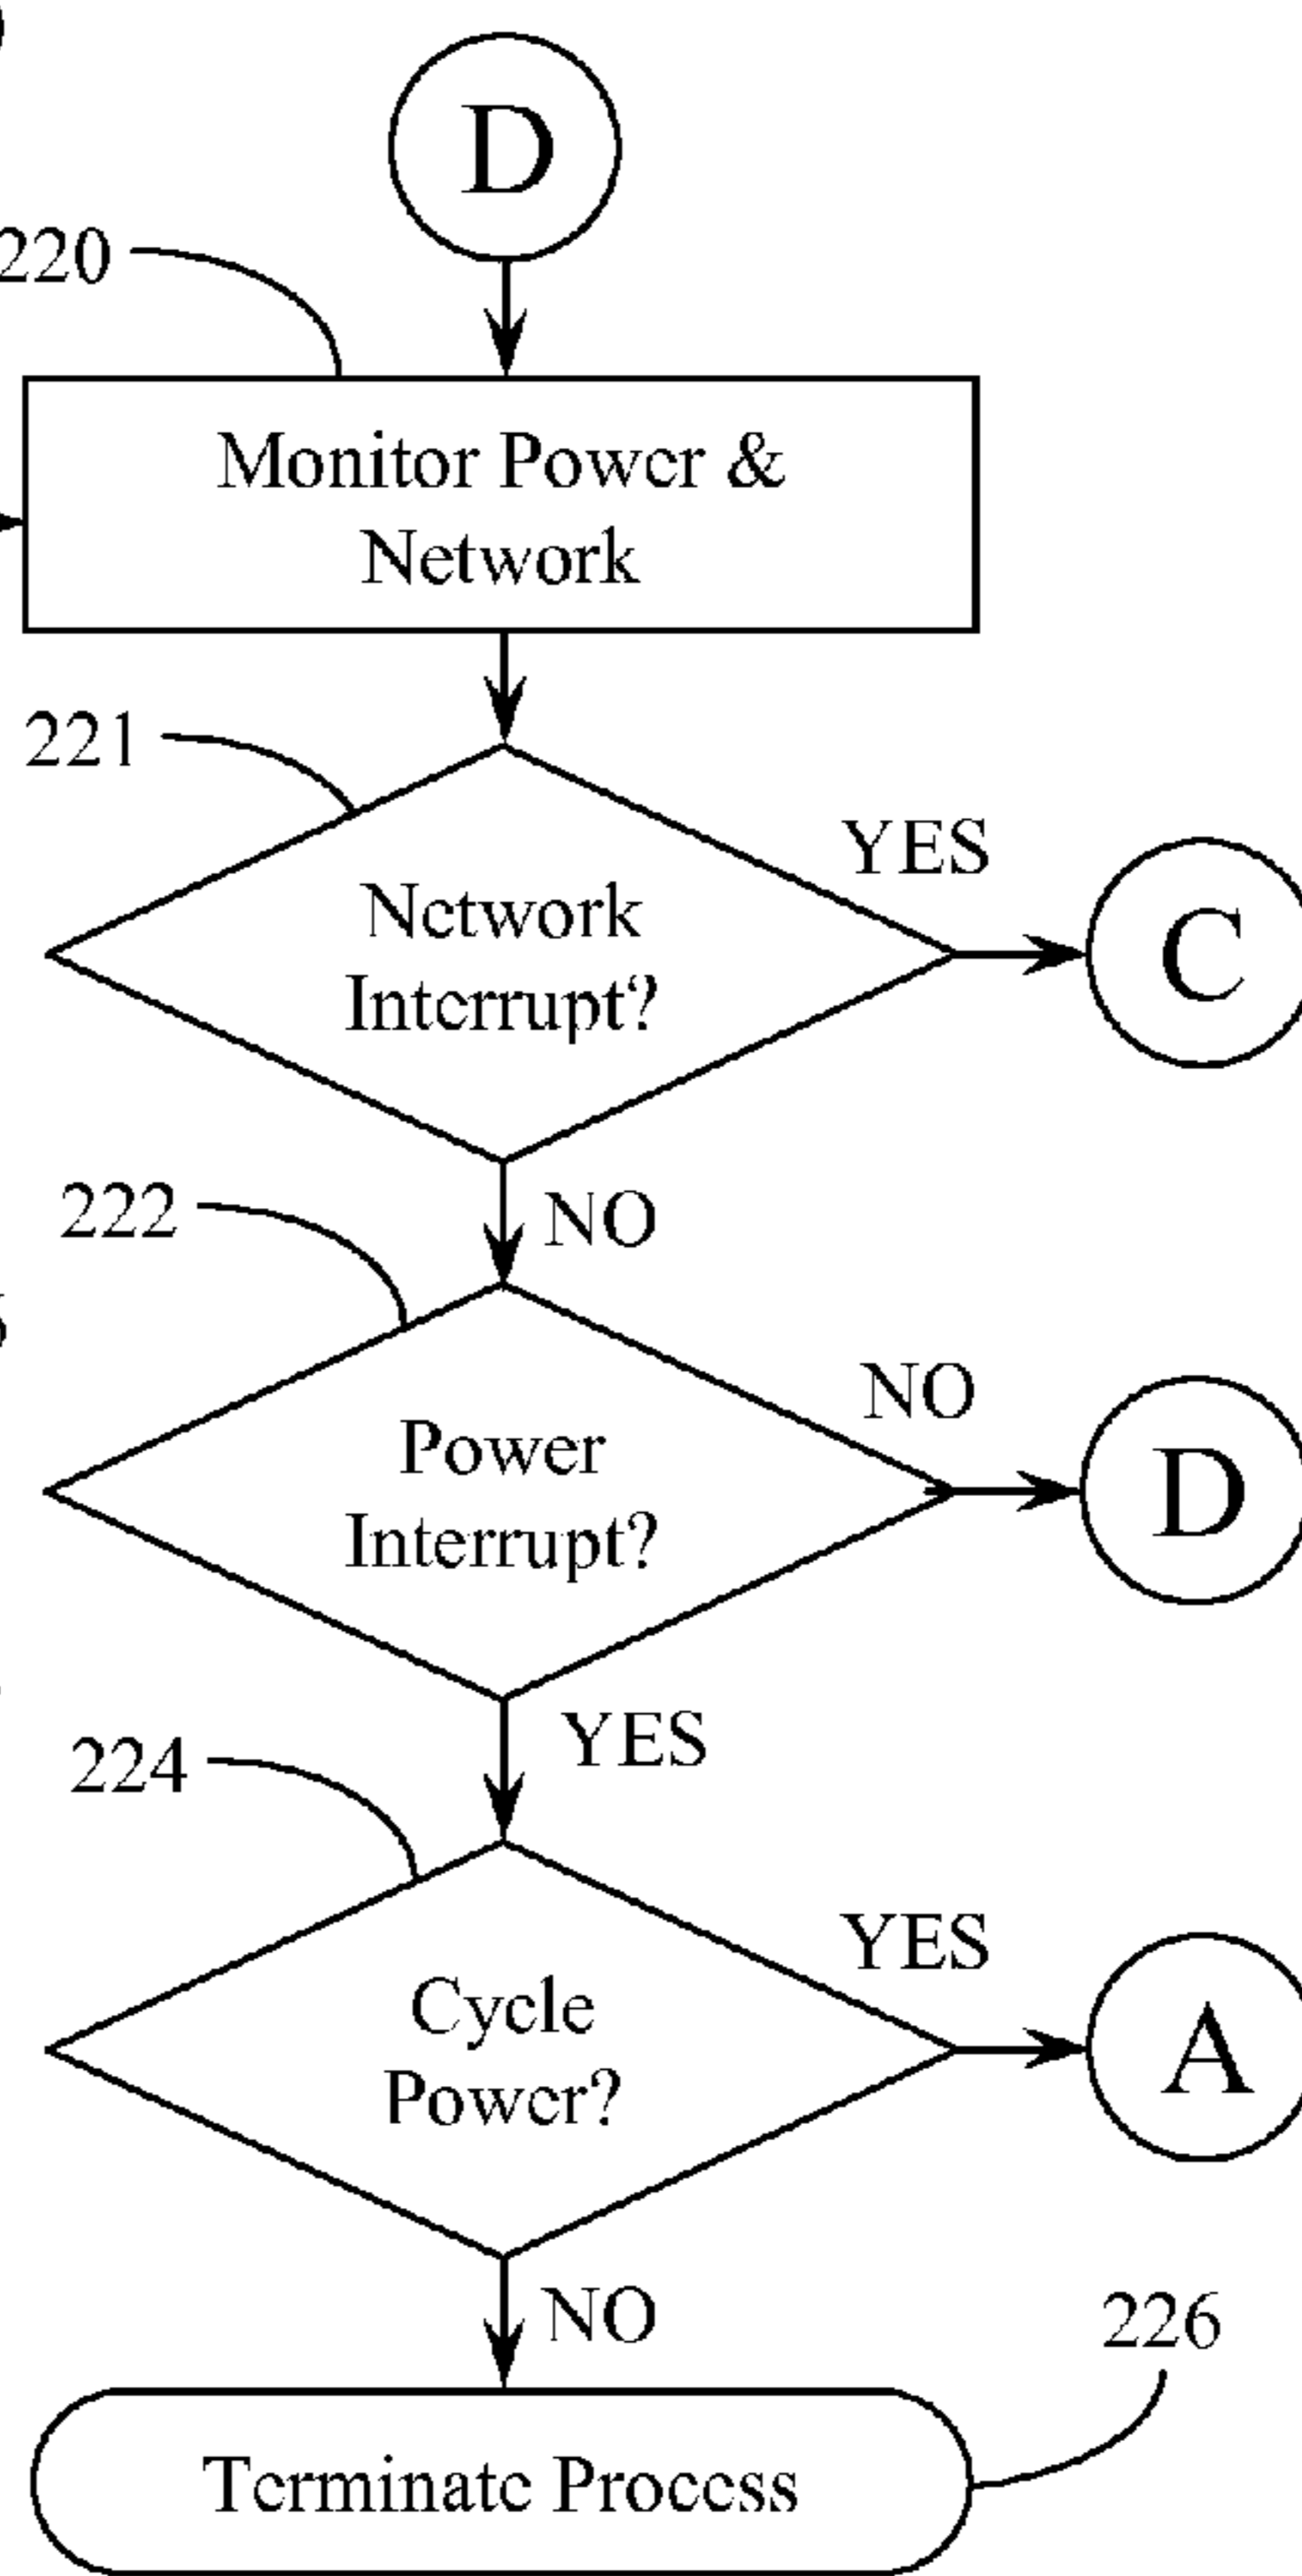 D
220
Monitor Power &
Network
221
Network
Interrupt?
YES
C
NO
222
Power
Interrupt?
NO
D
YES
224
Cycle
Power?
YES
A
NO
226
Terminate Process